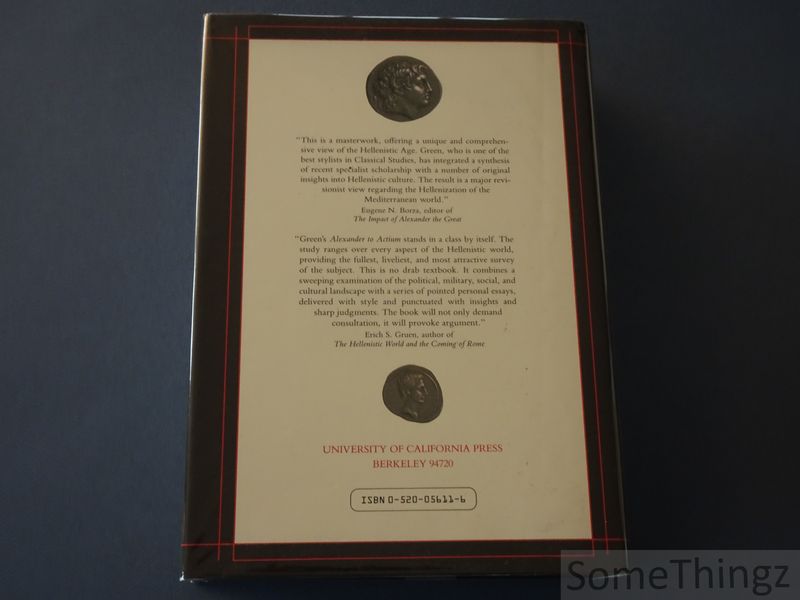 “This is a masterwork, offering a unique and comprehen-
sive view of the Hellenistic Age. Green, who is one of the
best stylists in Classical Studies, has integrated a synthesis
of recent specialist scholarship with a number of original
insights into Hellenistic culture. The result is a major revi-
sionist view regarding the Hellenization of the
Mediterranean world.”
Eugene N. Borza, editor of
The Impact of Alexander the Great
“Green's Alexander to Actium stands in a class by itself. The
study ranges over every aspect of the Hellenistic world,
providing the fullest, liveliest, and most attractive survey
of the subject. This is no drab textbook. It combines a
sweeping examination of the political, military, social, and
cultural landscape with a series of pointed personal essays,
delivered with style and punctuated with insights and
sharp judgments. The book will not only demand
consultation, it will provoke argument.”
Erich S. Gruen, author of
The Hellenistic World and the Coming of Rome
UNIVERSITY OF CALIFORNIA PRESS
BERKELEY 94720
ISBN 0-520-05611-6
SomeThingz